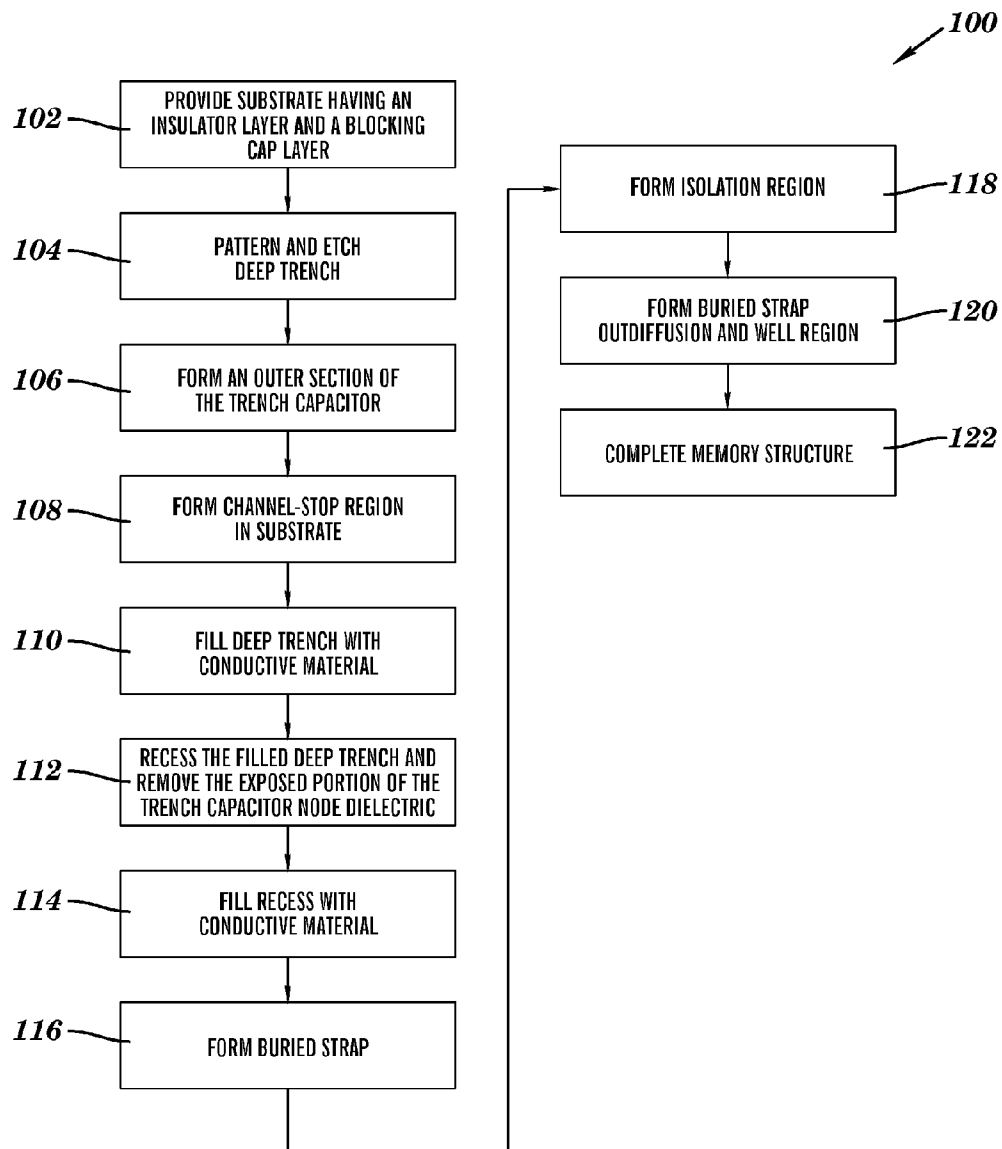 100
102
PROVIDE SUBSTRATE HAVING AN
INSULATOR LAYER AND A BLOCKING
CAP LAYER
104
PATTERN AND ETCH
DEEP TRENCH
106
FORM AN OUTER SECTION OF
THE TRENCH CAPACITOR
108
FORM CHANNEL-STOP REGION
IN SUBSTRATE
110
FILL DEEP TRENCH WITH
CONDUCTIVE MATERIAL
112
RECESS THE FILLED DEEP TRENCH AND
REMOVE THE EXPOSED PORTION OF THE
TRENCH CAPACITOR NODE DIELECTRIC
114
FILL RECESS WITH
CONDUCTIVE MATERIAL
116
FORM BURIED STRAP
FORM ISOLATION REGION
118
FORM BURIED STRAP
OUTDIFFUSION AND WELL REGION
120
COMPLETE MEMORY STRUCTURE
122